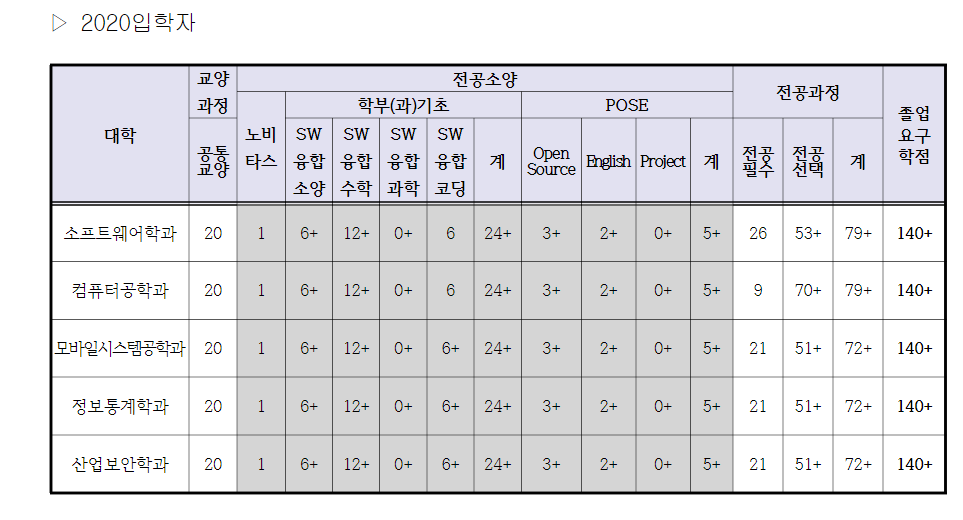 ▷ 2020입학자
대학 교양과정 전공소양 전공과정 졸업요구학점
공통교양 노비타스 학부(과)기초 POSE 전공필수 전공선택 계
SW융합소양 SW융합수학 SW융합과학 SW융합코딩 계 Open Source English Project 계
소프트웨어학과 20 1 6+ 12+ 0+ 6 24+ 3+ 2+ 0+ 5+ 26 53+ 79+ 140+
컴퓨터공학과 20 1 6+ 12+ 0+ 6 24+ 3+ 2+ 0+ 5+ 9 70+ 79+ 140+
모바일시스템공학과 20 1 6+ 12+ 0+ 6+ 24+ 3+ 2+ 0+ 5+ 21 51+ 72+ 140+
정보통계학과 20 1 6+ 12+ 0+ 6+ 24+ 3+ 2+ 0+ 5+ 21 51+ 72+ 140+
산업보안학과 20 1 6+ 12+ 0+ 6+ 24+ 3+ 2+ 0+ 5+ 21 51+ 72+ 140+